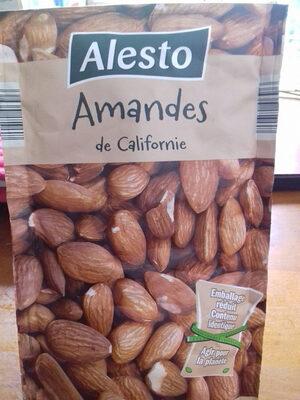 Alesto
Amandes
de Californie
Emballage
réduit
Contenu
identique
Agir pour
la planète